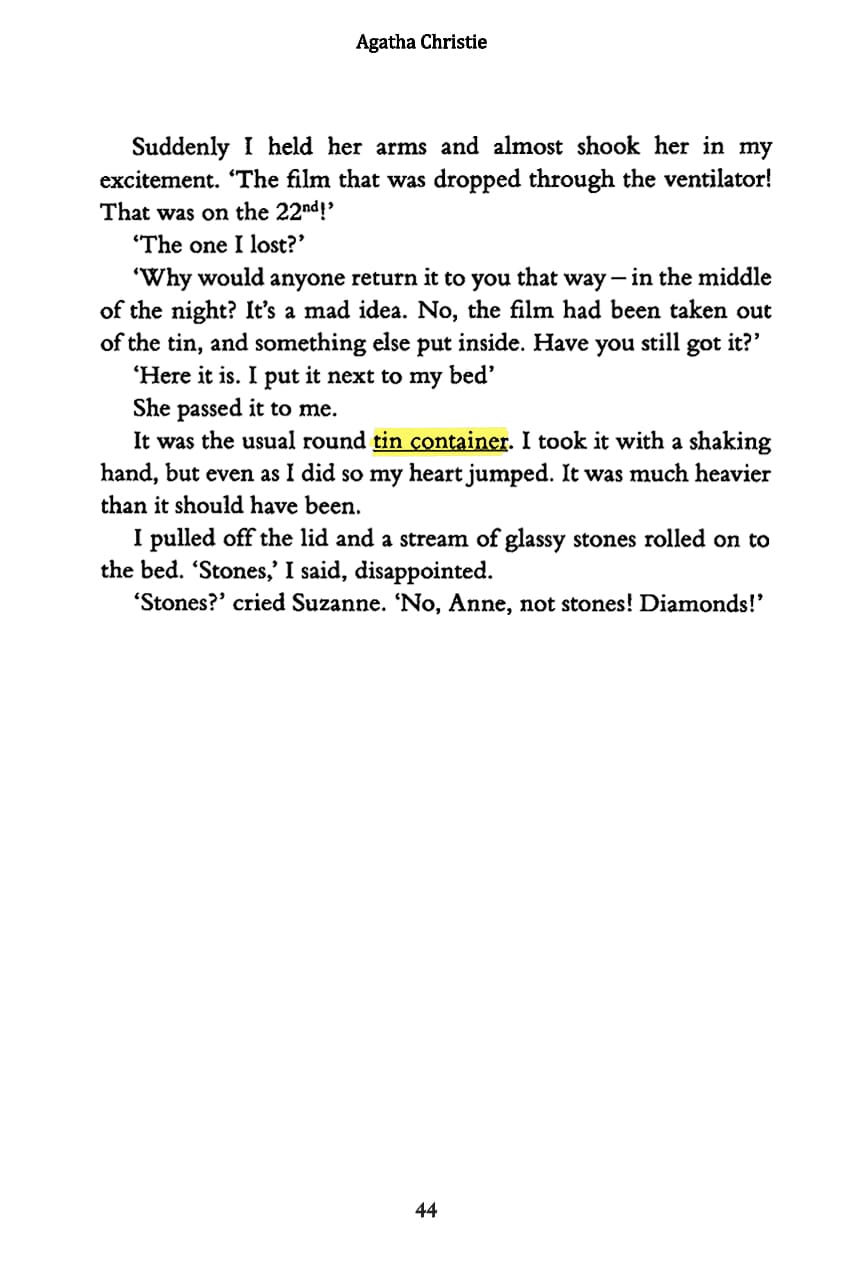 Agatha Christie
Suddenly I held her arms and almost shook her in my
excitement. ‘The film that was dropped through the ventilator!
That was on the 22nd!’
‘The one I lost?’
‘Why would anyone return it to you that way – in the middle
of the night? It’s a mad idea. No, the film had been taken out
of the tin, and something else put inside. Have you still got it?’
‘Here it is. I put it next to my bed’
She passed it to me.
It was the usual round tin container. I took it with a shaking
hand, but even as I did so my heart jumped. It was much heavier
than it should have been.
I pulled off the lid and a stream of glassy stones rolled on to
the bed. ‘Stones,’ I said, disappointed.
‘Stones?’ cried Suzanne. ‘No, Anne, not stones! Diamonds!’
44